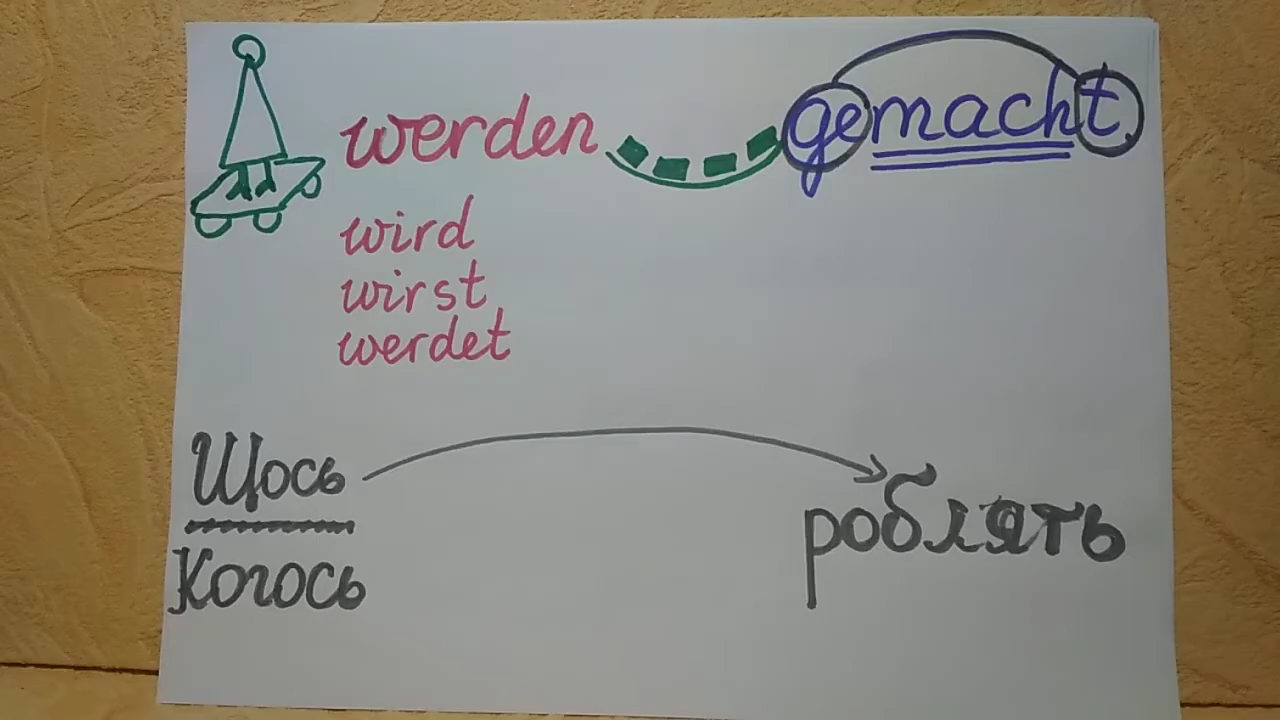 werden gemacht
wird
wirst
werdet
Щось роблять
Когось